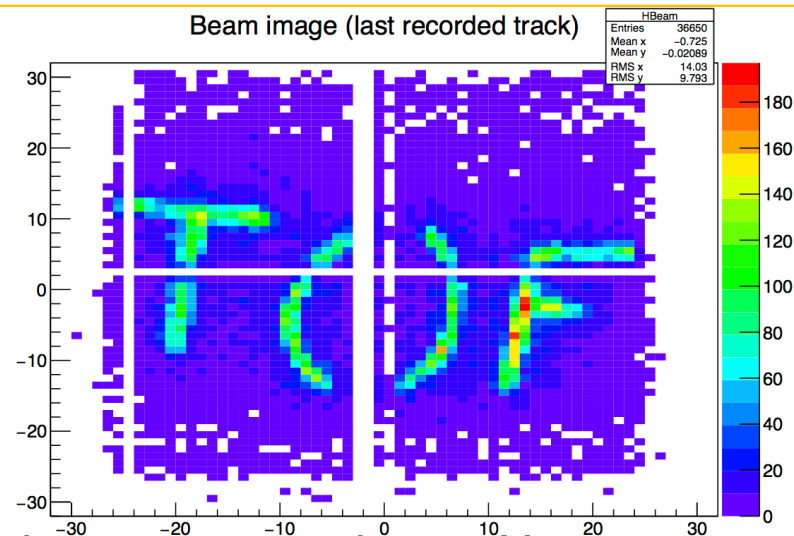 Beam image (last recorded track)
HBeam
Entries 36650
Mean x −0.725
Mean y −0.02089
RMS x 14.03
RMS y 9.793
30
20
10
0
−10
−20
−30
TOF
180
160
140
120
100
80
60
40
20
0
−30 −20 −10 0 10 20 30